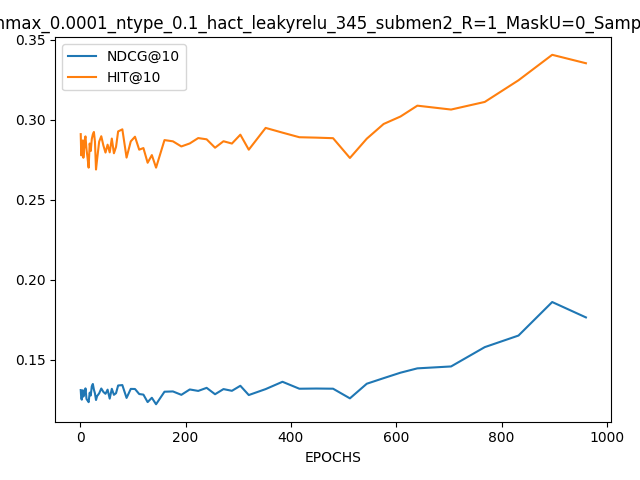 nmax_0.0001_ntype_0.1_hact_leakyrelu_345_submen2_R=1_MaskU=0_Samp
NDCG@10
HIT@10
0.35
0.30
0.25
0.20
0.15
0 200 400 600 800 1000
EPOCHS